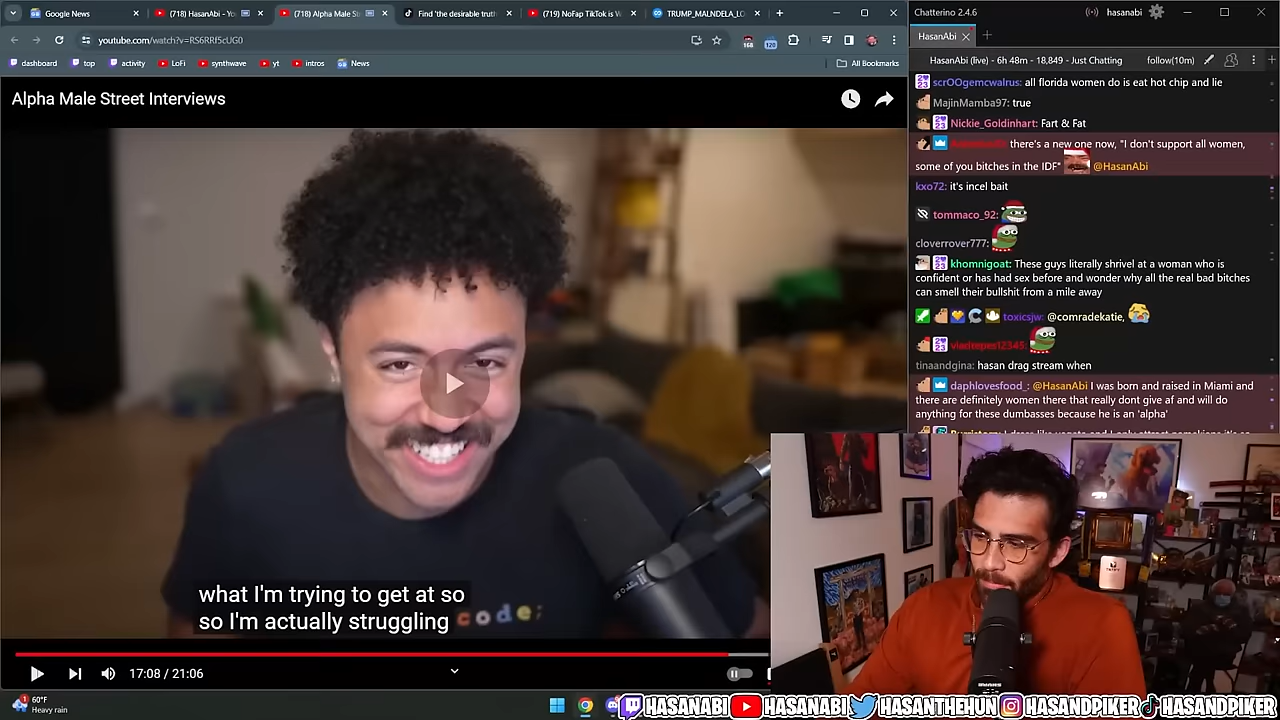 Google News
(718) HasanAbi - Yo
(718) Alpha Male St
Find 'the desirable truth
(719) NoFap TikTok is V
TRUMP_MALNDELA_LO
Chatterino 2.4.6
hasanabi
youtube.com/watch?v=RS6RRf5cUG0
168
120
HasanAbi
dashboard
top
activity
LoFi
synthwave
yt
intros
News
All Bookmarks
HasanAbi (live) - 6h 48m - 18,849 - Just Chatting
follow(10m)
Alpha Male Street Interviews
scrOOgemcwalrus: all florida women do is eat hot chip and lie
MajinMamba97: true
Nickie_Goldinhart: Fart & Fat
there's a new one now, "I don't support all women,
some of you bitches in the IDF" @HasanAbi
kxo72: it's incel bait
tommaco_92:
cloverrover777:
khomnigoat: These guys literally shrivel at a woman who is
confident or has had sex before and wonder why all the real bad bitches
can smell their bullshit from a mile away
toxicsjw: @comradekatie,
vladtepes12345:
tinaandgina: hasan drag stream when
daphlovesfood_: @HasanAbi I was born and raised in Miami and
there are definitely women there that really dont give af and will do
anything for these dumbasses because he is an 'alpha'
what I'm trying to get at so
so I'm actually struggling
code;
17:08 / 21:06
60°F
Heavy rain
HASANABI
HASANABI
HASANTHEHUN
HASANDPIKER
HASANDPIKER